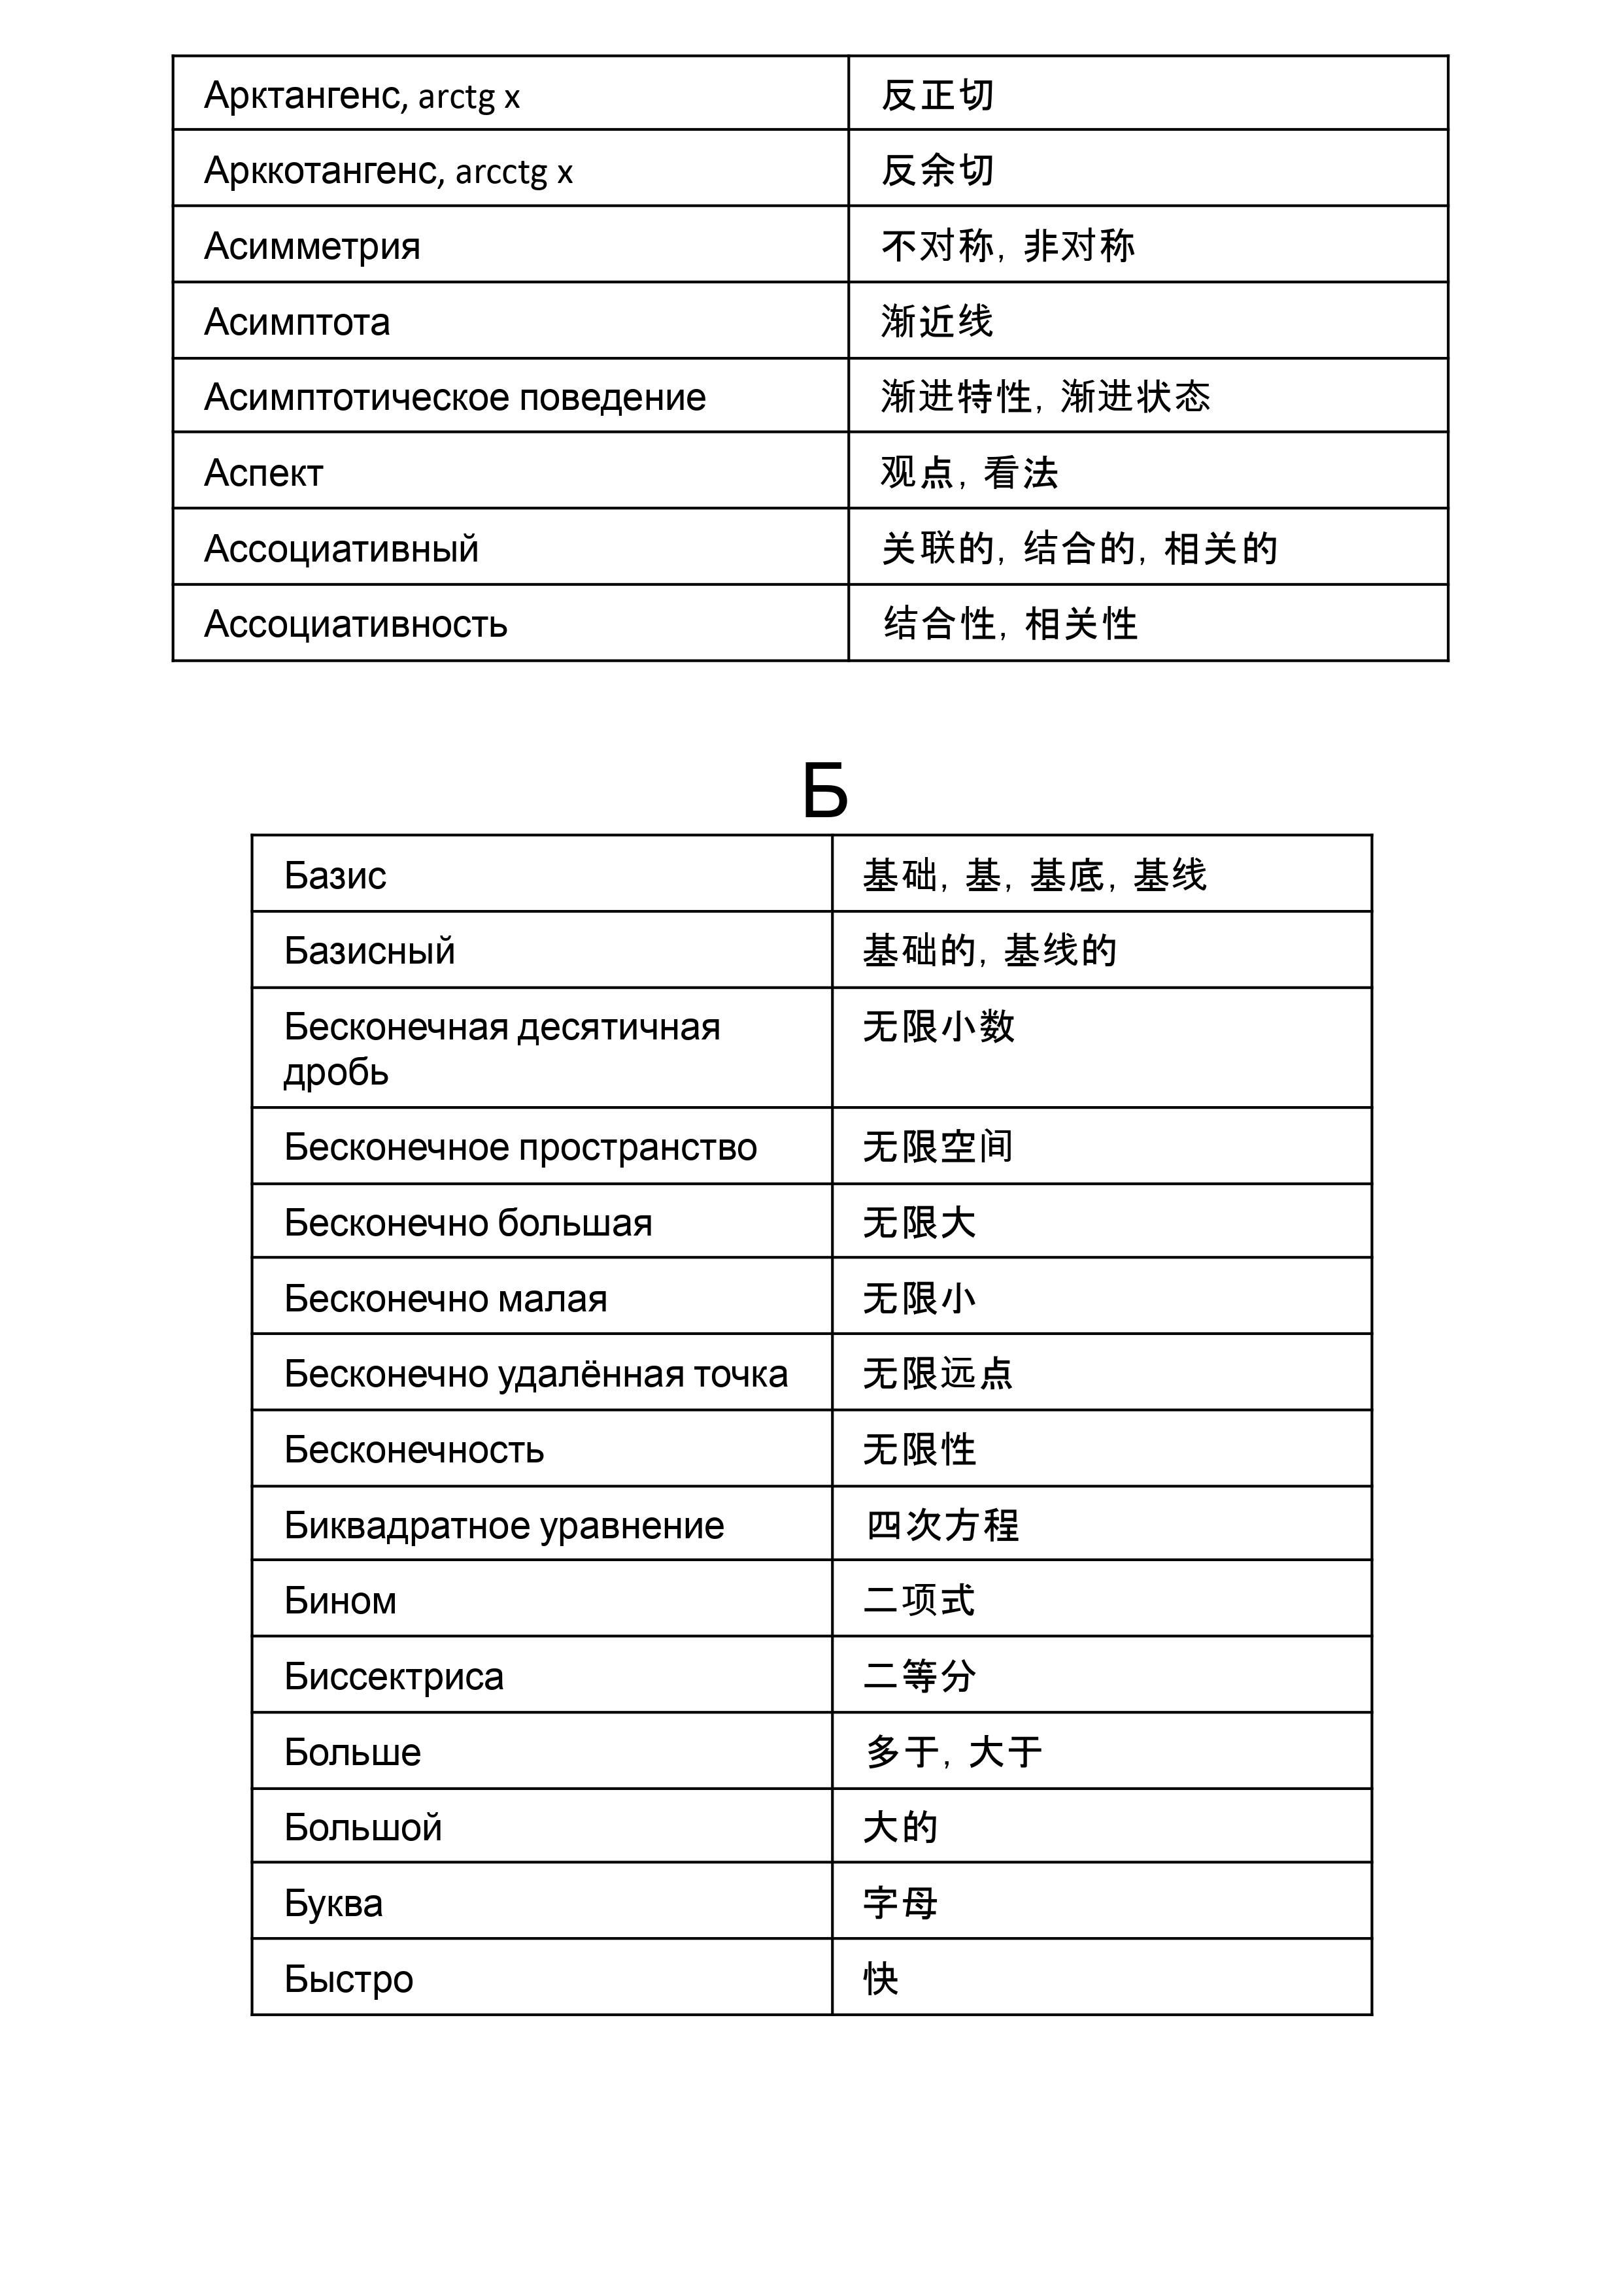 Арктангенс, arctg x 反正切
Арккотангенс, arcctg x 反余切
Асимметрия 不对称, 非对称
Асимптота 渐近线
Асимптотическое поведение 渐进特性, 渐进状态
Аспект 观点, 看法
Ассоциативный 关联的, 结合的, 相关的
Ассоциативность 结合性, 相关性
Б
Базис 基础, 基, 基底, 基线
Базисный 基础的, 基线的
Бесконечная десятичная 无限小数
дробь
Бесконечное пространство 无限空间
Бесконечно большая 无限大
Бесконечно малая 无限小
Бесконечно удалённая точка 无限远点
Бесконечность 无限性
Биквадратное уравнение 四次方程
Бином 二项式
Биссектриса 二等分
Больше 多于, 大于
Большой 大的
Буква 字母
Быстро 快